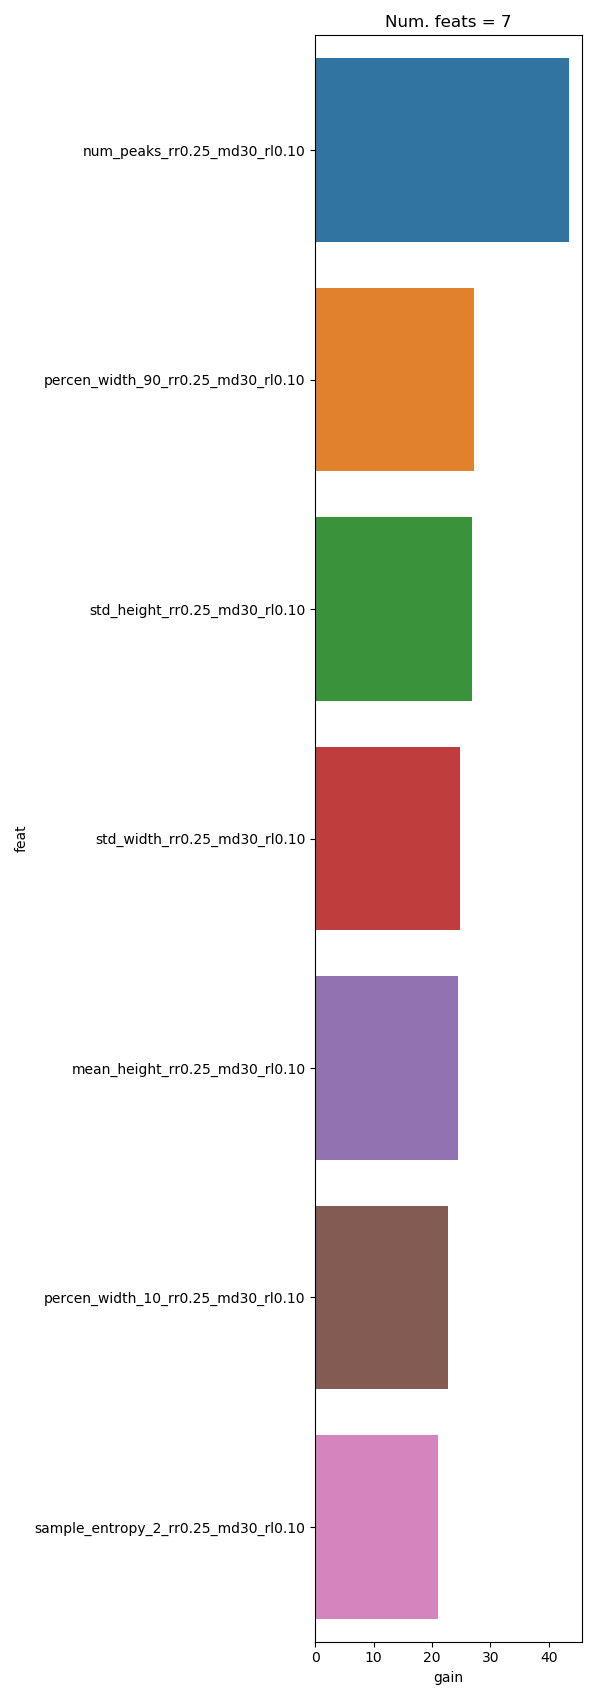 Num. feats = 7
num_peaks_rr0.25_md30_rl0.10
percen_width_90_rr0.25_md30_rl0.10
std_height_rr0.25_md30_rl0.10
std_width_rr0.25_md30_rl0.10
feat
mean_height_rr0.25_md30_rl0.10
percen_width_10_rr0.25_md30_rl0.10
sample_entropy_2_rr0.25_md30_rl0.10
0 10 20 30 40
gain